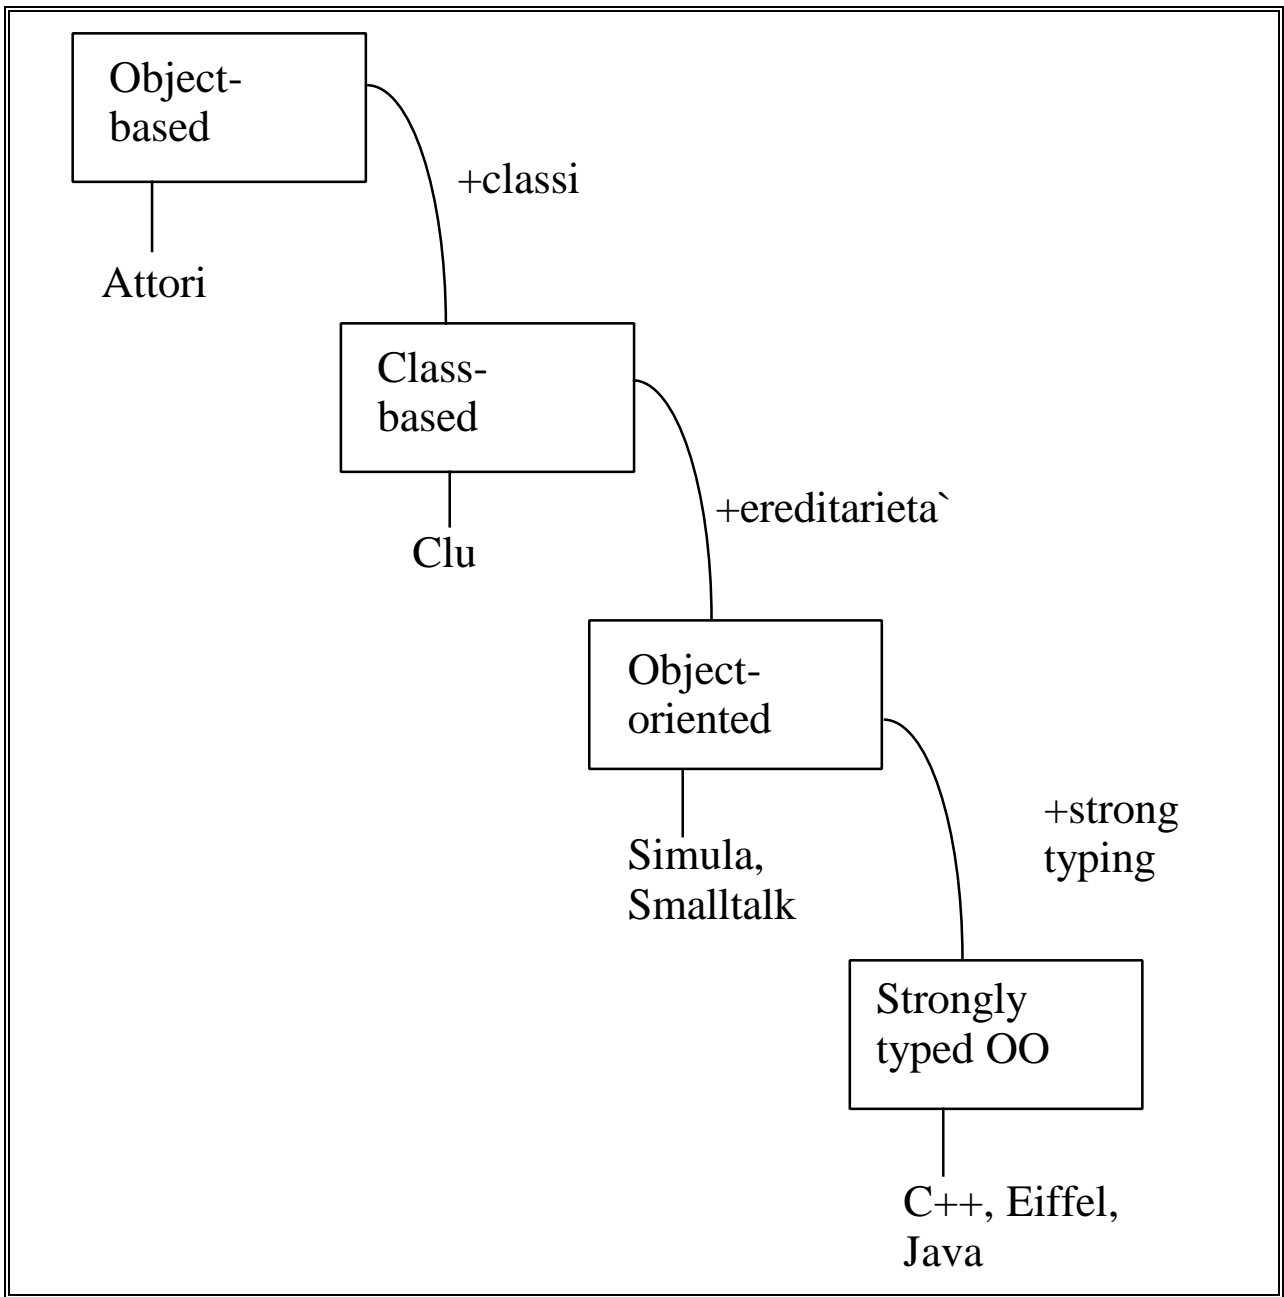 Object-
based
+classi
Attori
Class-
based
+ereditarieta`
Clu
Object-
oriented
+strong
typing
Simula,
Smalltalk
Strongly
typed OO
C++, Eiffel,
Java